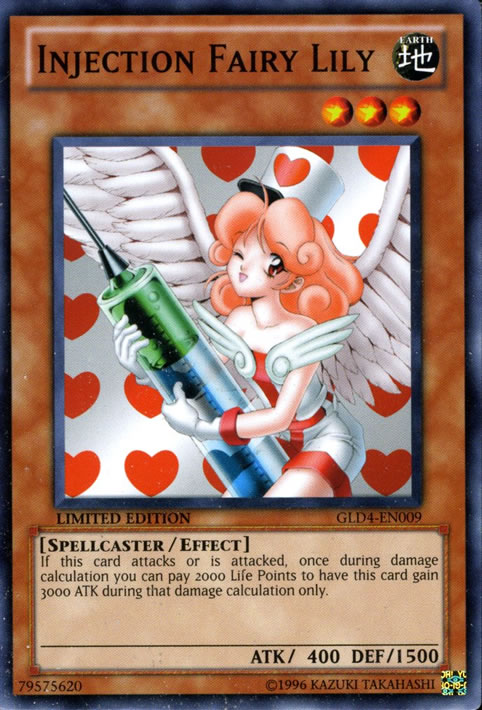 INJECTION FAIRY LILY
EARTH
地
LIMITED EDITION
GLD4-EN009
[SPELLCASTER/EFFECT]
If this card attacks or is attacked, once during damage
calculation you can pay 2000 Life Points to have this card gain
3000 ATK during that damage calculation only.
ATK/ 400 DEF/1500
79575620
©1996 KAZUKI TAKAHASHI